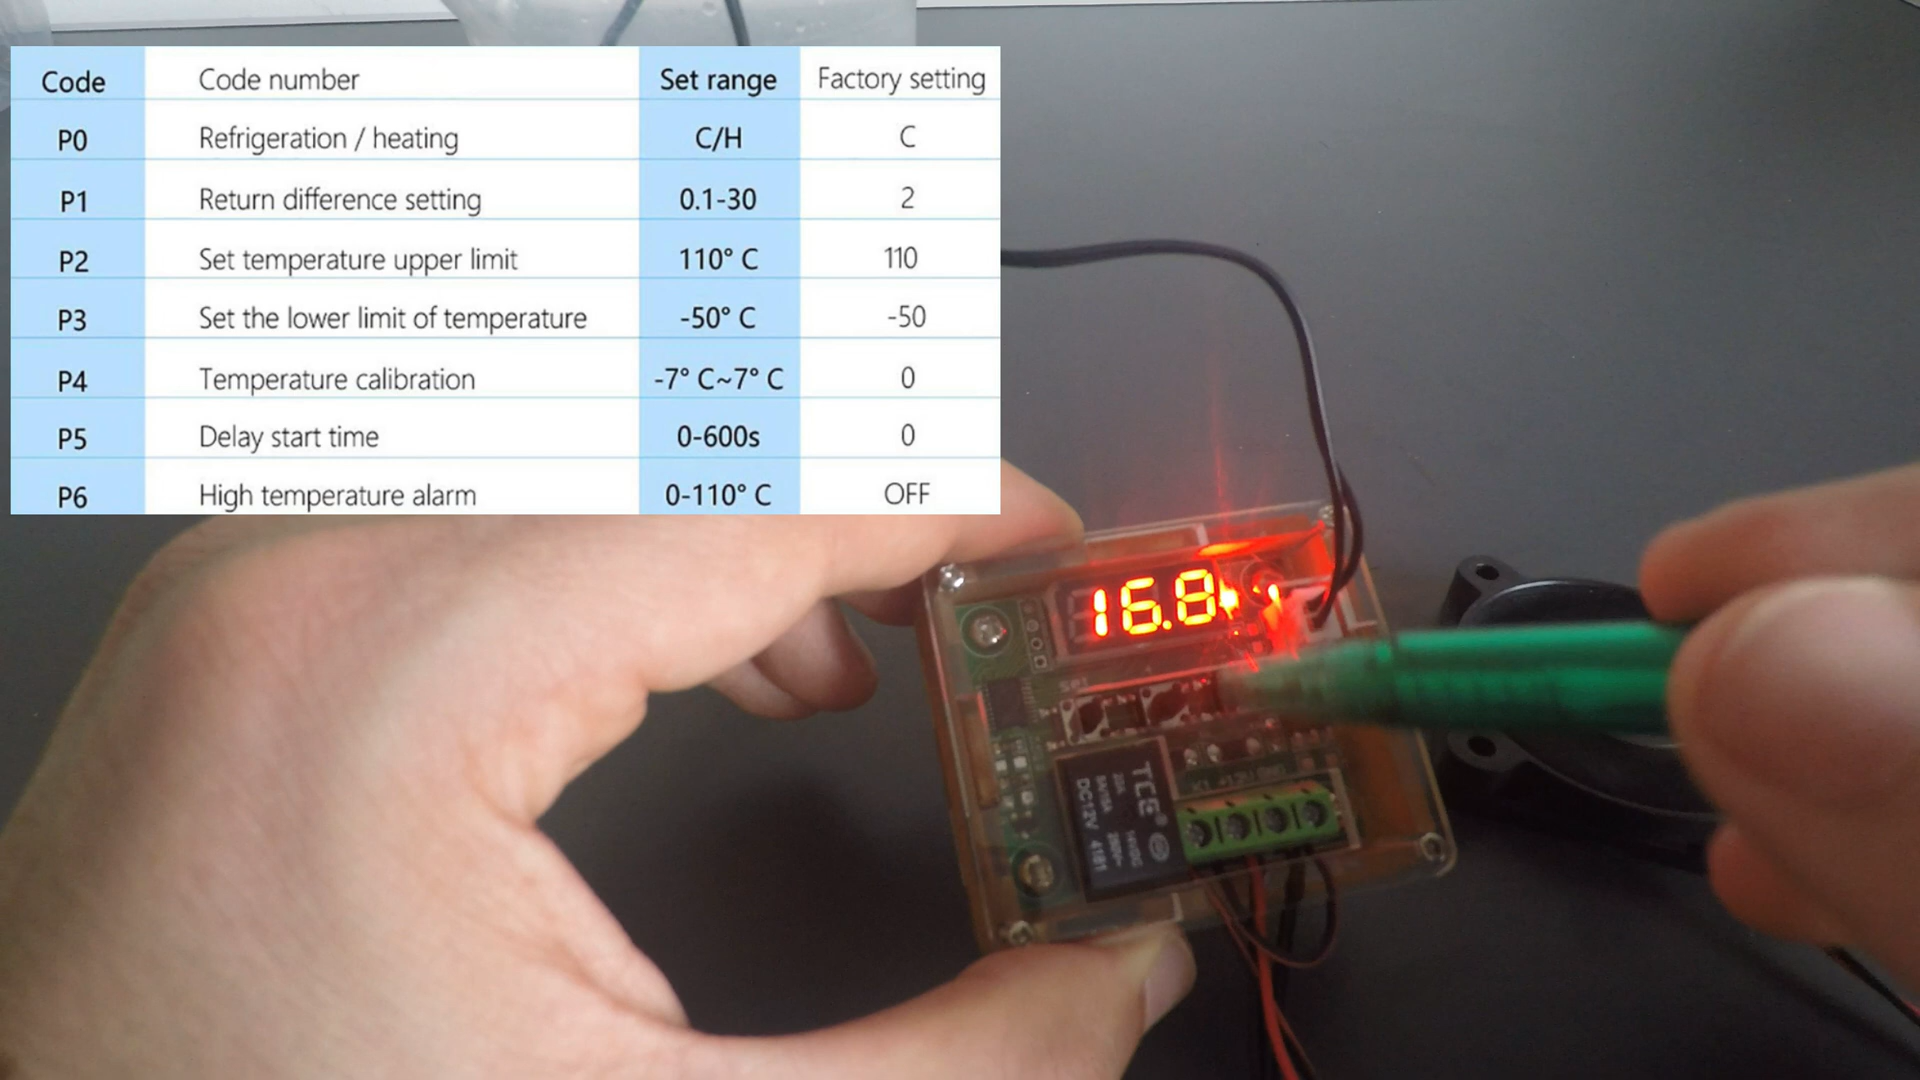 Code Code number Set range Factory setting
P0 Refrigeration / heating C/H C
P1 Return difference setting 0.1-30 2
P2 Set temperature upper limit 110° C 110
P3 Set the lower limit of temperature -50° C -50
P4 Temperature calibration -7° C~7° C 0
P5 Delay start time 0-600s 0
P6 High temperature alarm 0-110° C OFF
16.8
DC12V